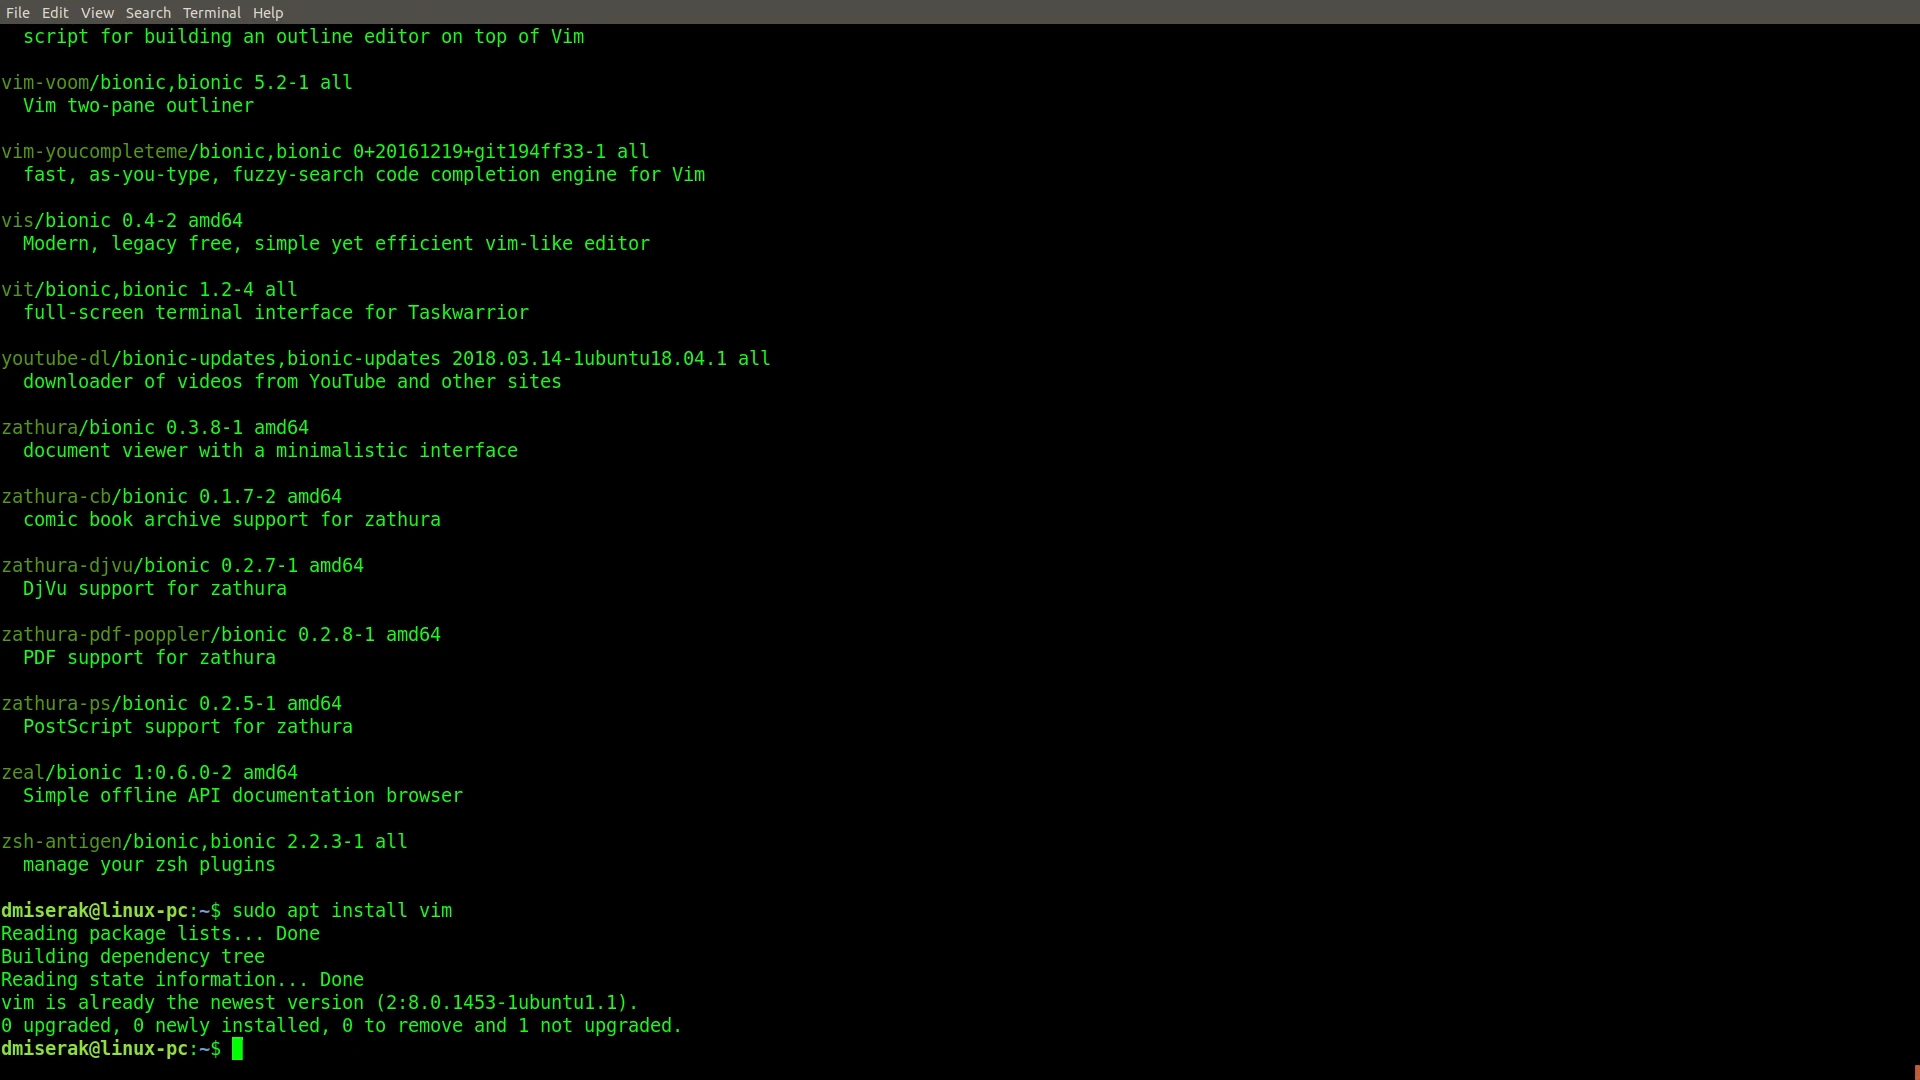 File Edit View Search Terminal Help
script for building an outline editor on top of Vim
vim-voom/bionic,bionic 5.2-1 all
Vim two-pane outliner
vim-youcompleteme/bionic,bionic 0+20161219+git194ff33-1 all
fast, as-you-type, fuzzy-search code completion engine for Vim
vis/bionic 0.4-2 amd64
Modern, legacy free, simple yet efficient vim-like editor
vit/bionic,bionic 1.2-4 all
full-screen terminal interface for Taskwarrior
youtube-dl/bionic-updates,bionic-updates 2018.03.14-1ubuntu18.04.1 all
downloader of videos from YouTube and other sites
zathura/bionic 0.3.8-1 amd64
document viewer with a minimalistic interface
zathura-cb/bionic 0.1.7-2 amd64
comic book archive support for zathura
zathura-djvu/bionic 0.2.7-1 amd64
DjVu support for zathura
zathura-pdf-poppler/bionic 0.2.8-1 amd64
PDF support for zathura
zathura-ps/bionic 0.2.5-1 amd64
PostScript support for zathura
zeal/bionic 1:0.6.0-2 amd64
Simple offline API documentation browser
zsh-antigen/bionic,bionic 2.2.3-1 all
manage your zsh plugins
dmiserak@linux-pc:~$ sudo apt install vim
Reading package lists... Done
Building dependency tree
Reading state information... Done
vim is already the newest version (2:8.0.1453-1ubuntu1.1).
0 upgraded, 0 newly installed, 0 to remove and 1 not upgraded.
dmiserak@linux-pc:~$